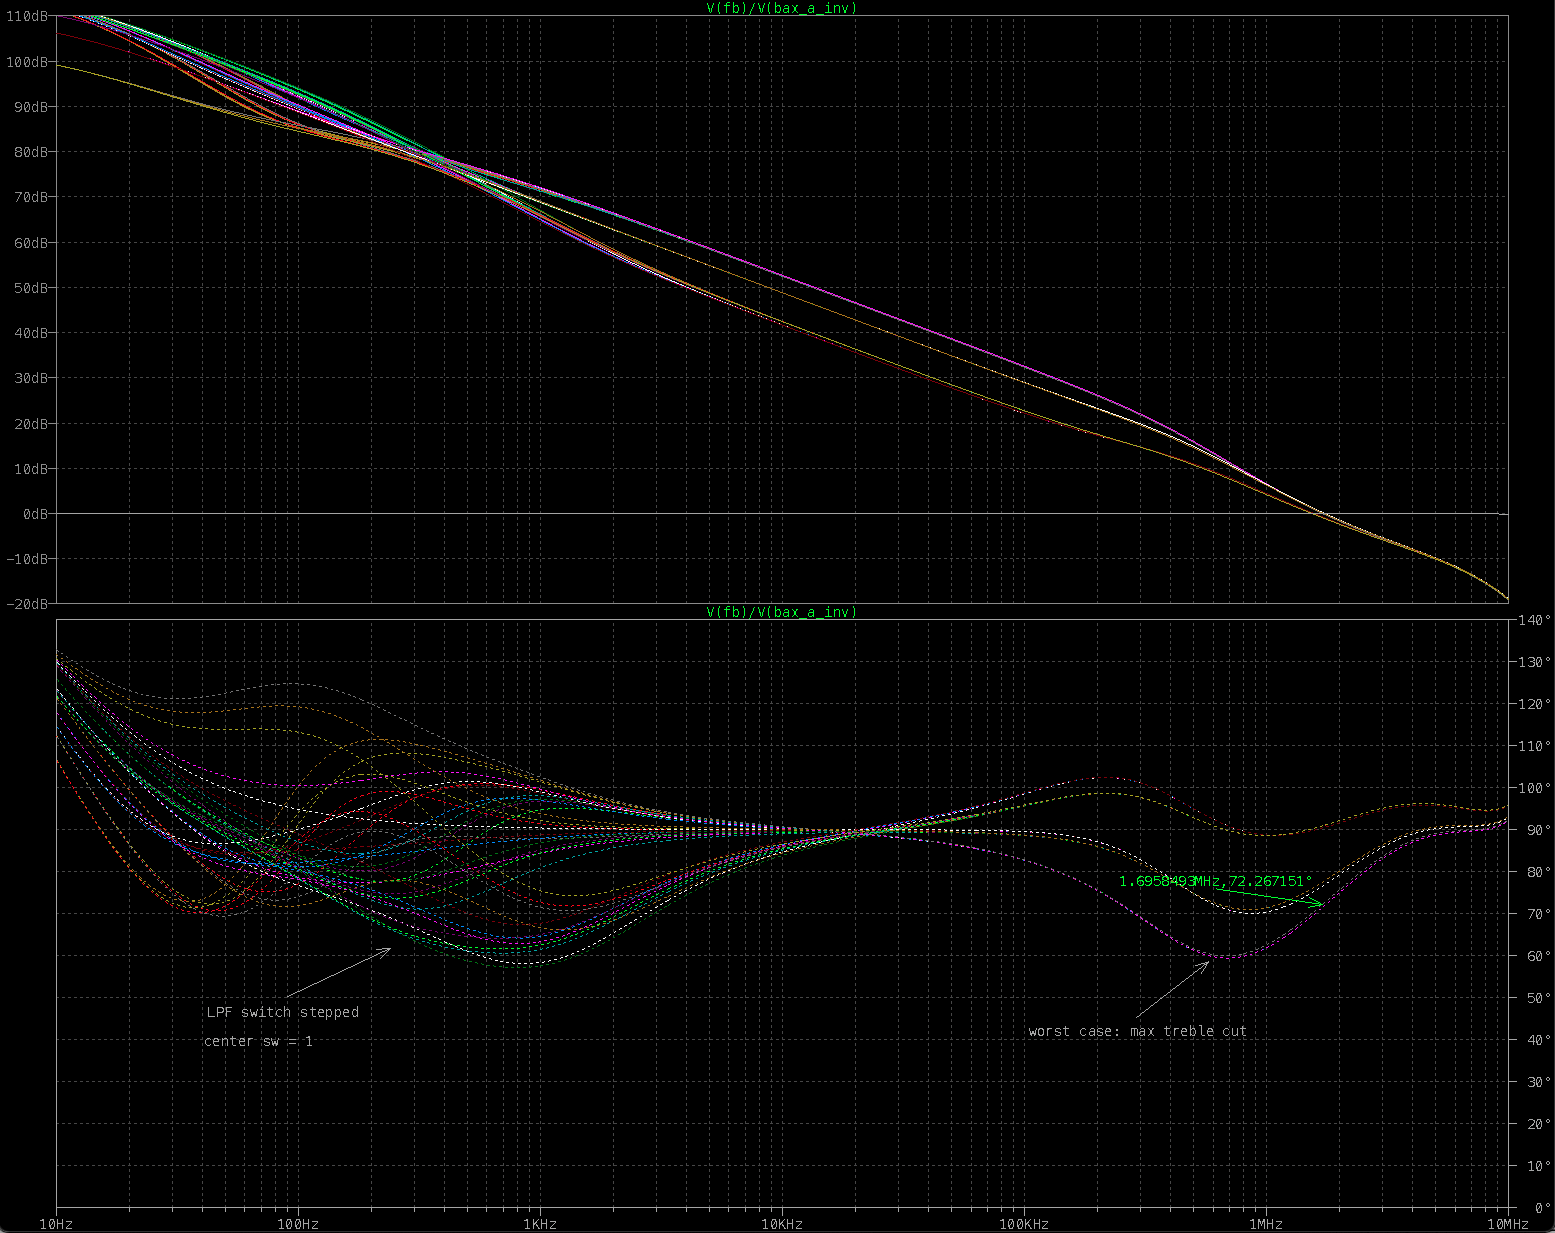 V(fb)/V(bax_a_inv)
110dB
100dB
90dB
80dB
70dB
60dB
50dB
40dB
30dB
20dB
10dB
0dB
-10dB
-20dB
V(fb)/V(bax_a_inv)
140°
130°
120°
110°
100°
90°
80°
70°
60°
50°
40°
30°
20°
10°
0°
1.6958493MHz,72.267151°
LPF switch stepped
center sw = 1
worst case: max treble cut
10Hz
100Hz
1KHz
10KHz
100KHz
1MHz
10MHz